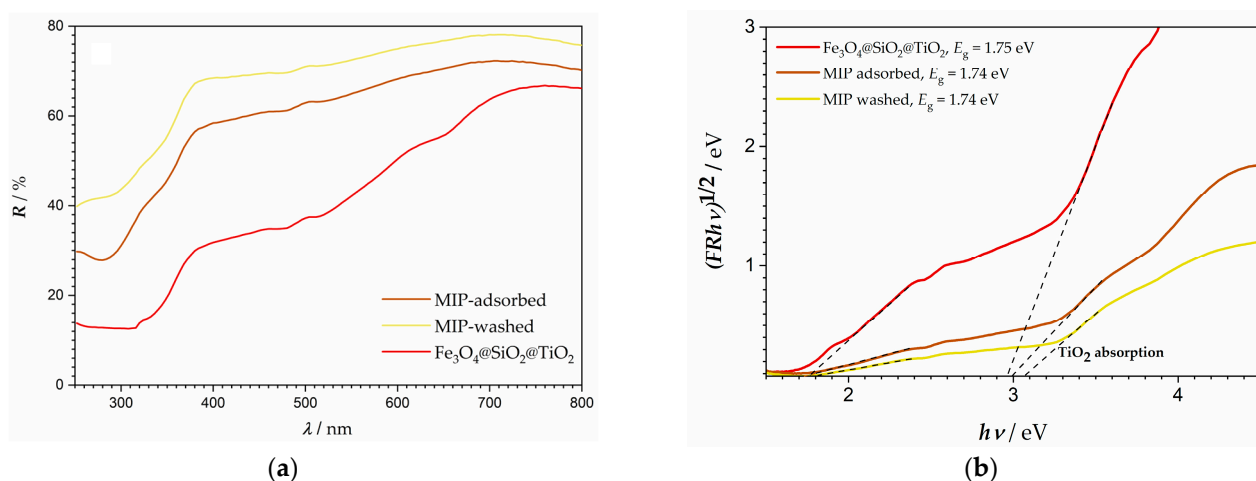 80
60
40
20
0
R / %
300
400
500
600
700
800
λ / nm
MIP-adsorbed
MIP-washed
Fe₃O₄@SiO₂@TiO₂
(a)
3
2
1
(FRhν)^1/2 / eV
Fe₃O₄@SiO₂@TiO₂, Eg = 1.75 eV
MIP adsorbed, Eg = 1.74 eV
MIP washed, Eg = 1.74 eV
TiO₂ absorption
2
3
4
hν / eV
(b)